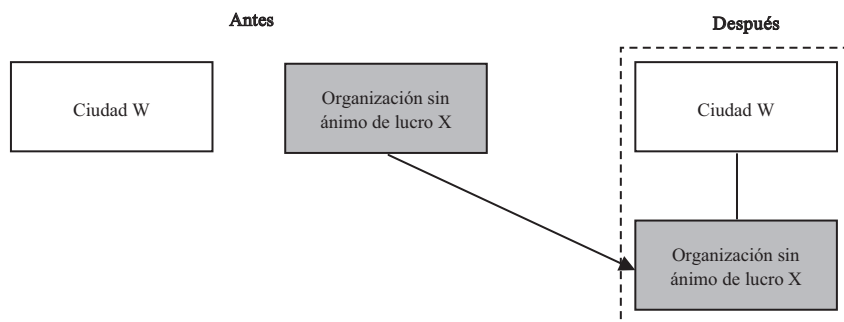 Antes
Después
Ciudad W
Organización sin
ánimo de lucro X
Ciudad W
Organización sin
ánimo de lucro X